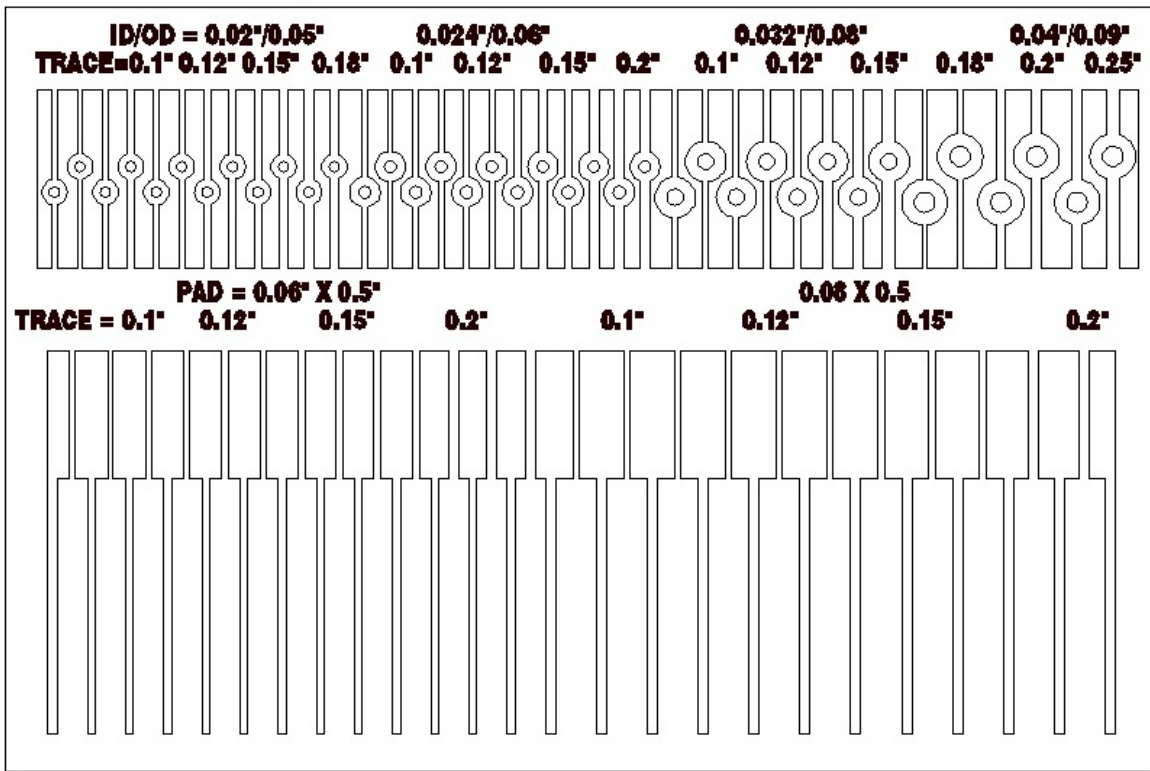 ID/OD = 0.02"/0.05" 0.024"/0.06" 0.032"/0.08" 0.04"/0.09"
TRACE=0.1" 0.12" 0.15" 0.18" 0.1" 0.12" 0.15" 0.2" 0.1" 0.12" 0.15" 0.18" 0.2" 0.25"
PAD = 0.06" X 0.5" 0.08 X 0.5
TRACE = 0.1" 0.12" 0.15" 0.2" 0.1" 0.12" 0.15" 0.2"